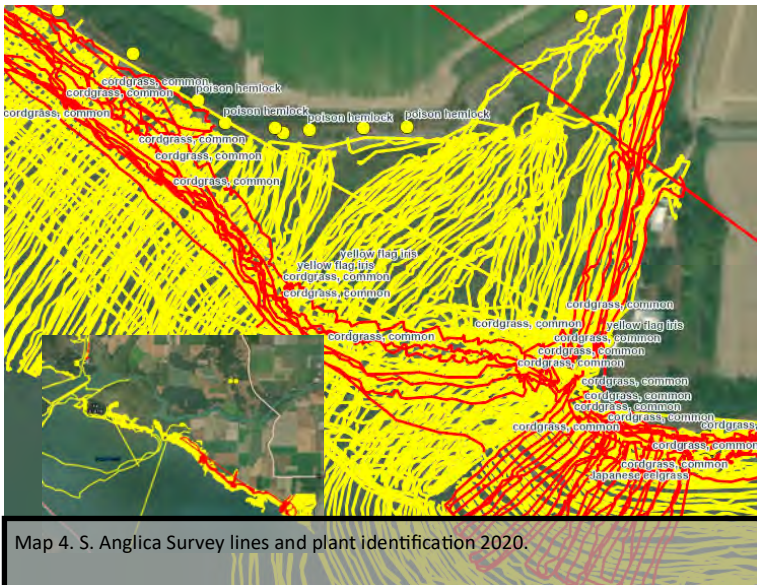 cordgrass, common
cordgrass, common
poison hemlock
cordgrass, common
poison hemlock
poison hemlock
poison hemlock
cordgrass, common
cordgrass, common
cordgrass, common
yellow flag iris
yellow flag iris
cordgrass, common
cordgrass, common
cordgrass, common
cordgrass, common
yellow flag iris
cordgrass, common
cordgrass, common
cordgrass, common
cordgrass, common
cordgrass, common
cordgrass, common
cordgrass, common
cordgrass, common
cordgrass, common
cordgrass, common
cordgrass,
cordgrass, common
cordgrass, common
Japanese eelgrass
Map 4. S. Anglica Survey lines and plant identification 2020.